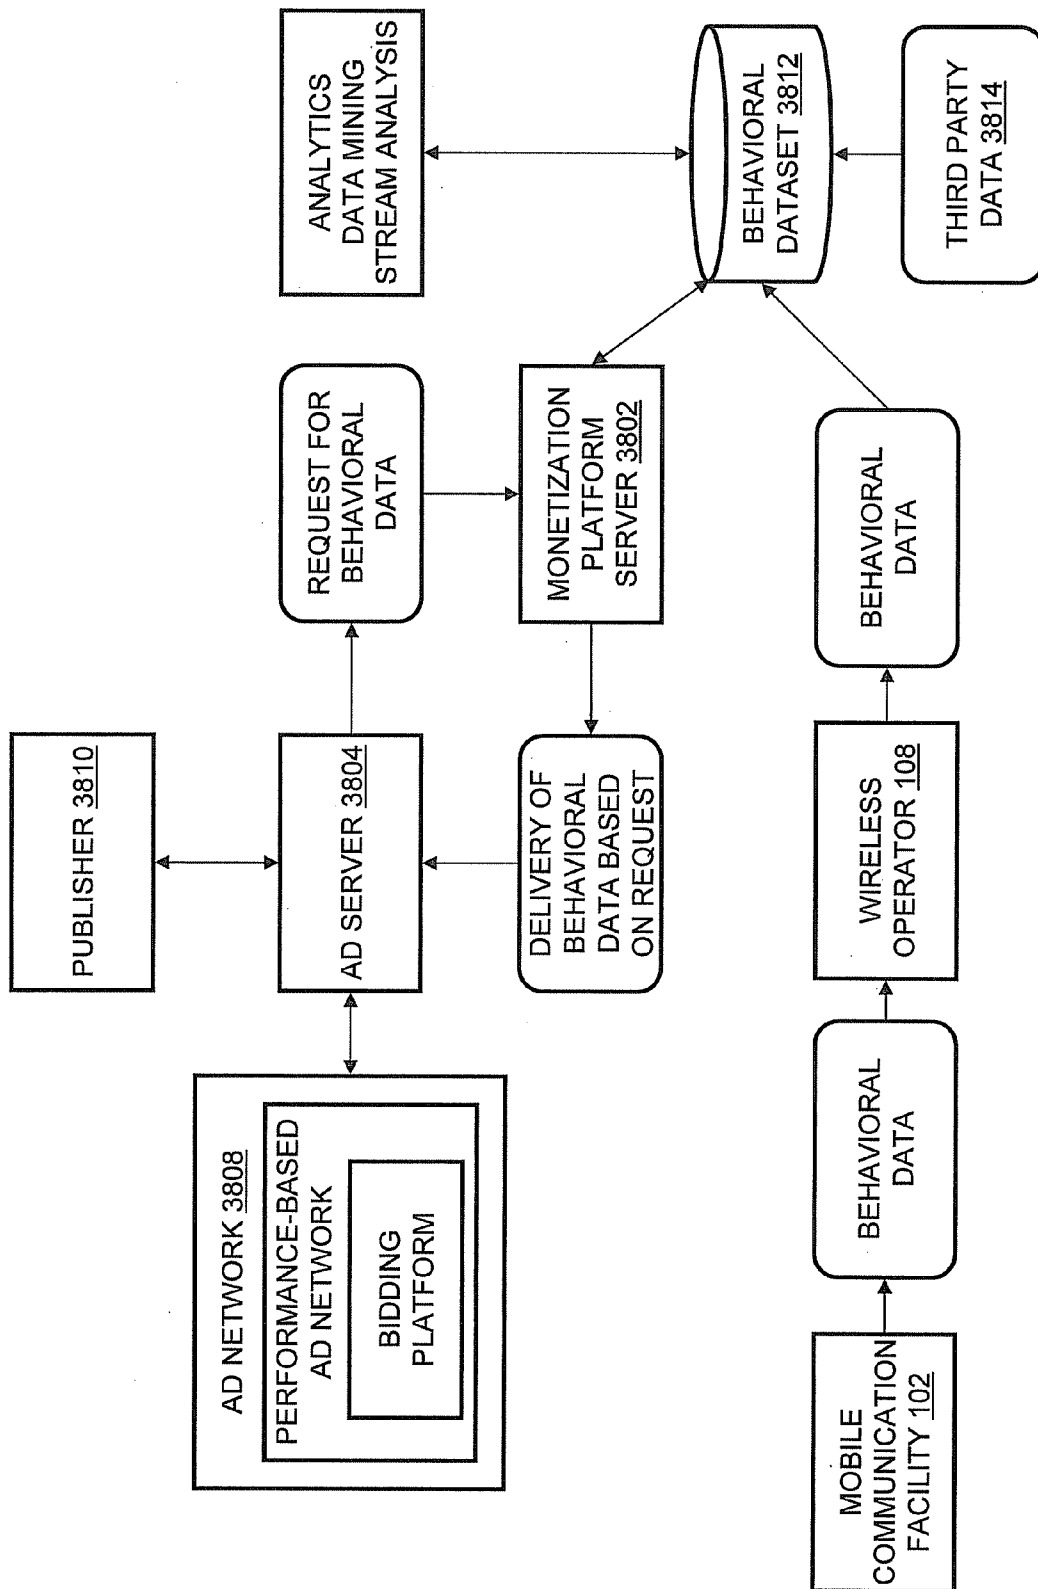 PUBLISHER 3810
AD NETWORK 3808
PERFORMANCE-BASED
AD NETWORK
BIDDING
PLATFORM
AD SERVER 3804
REQUEST FOR
BEHAVIORAL
DATA
ANALYTICS
DATA MINING
STREAM ANALYSIS
DELIVERY OF
BEHAVIORAL
DATA BASED
ON REQUEST
MONETIZATION
PLATFORM
SERVER 3802
BEHAVIORAL
DATASET 3812
MOBILE
COMMUNICATION
FACILITY 102
BEHAVIORAL
DATA
WIRELESS
OPERATOR 108
BEHAVIORAL
DATA
THIRD PARTY
DATA 3814